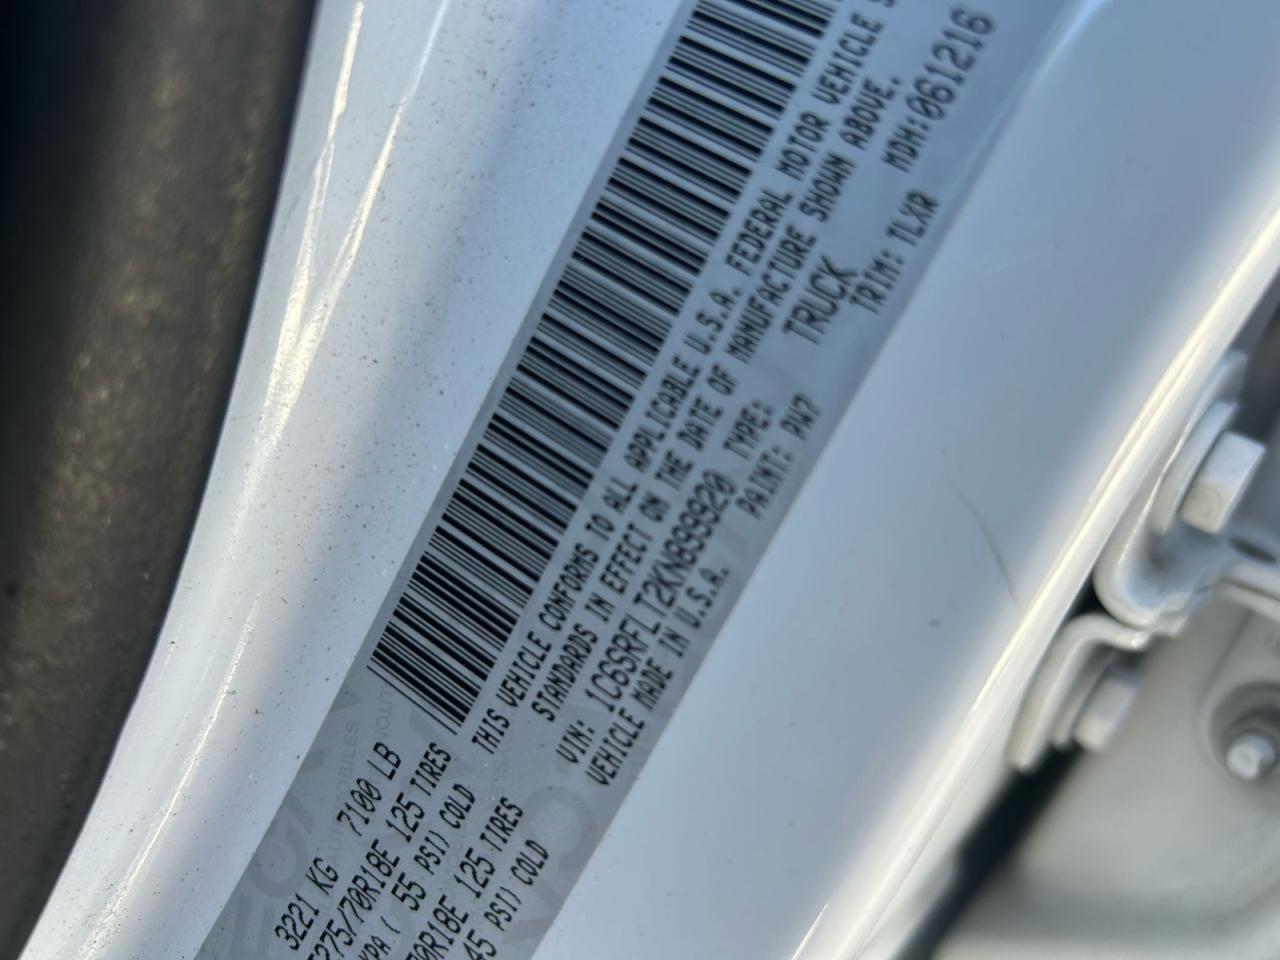 3221 KG 7100 LB
275/70R18E 125 TIRES
KPA ( 55 PSI) COLD
70R18E 125 TIRES
45 PSI) COLD
THIS VEHICLE CONFORMS TO ALL APPLICABLE U.S.A. FEDERAL MOTOR VEHICLE
STANDARDS IN EFFECT ON THE DATE OF MANUFACTURE SHOWN ABOVE.
VIN: 1C6SRFLT2KN899920 TYPE: TRUCK MDH:061216
VEHICLE MADE IN U.S.A. PAINT: PW7 TRIM: TLXR